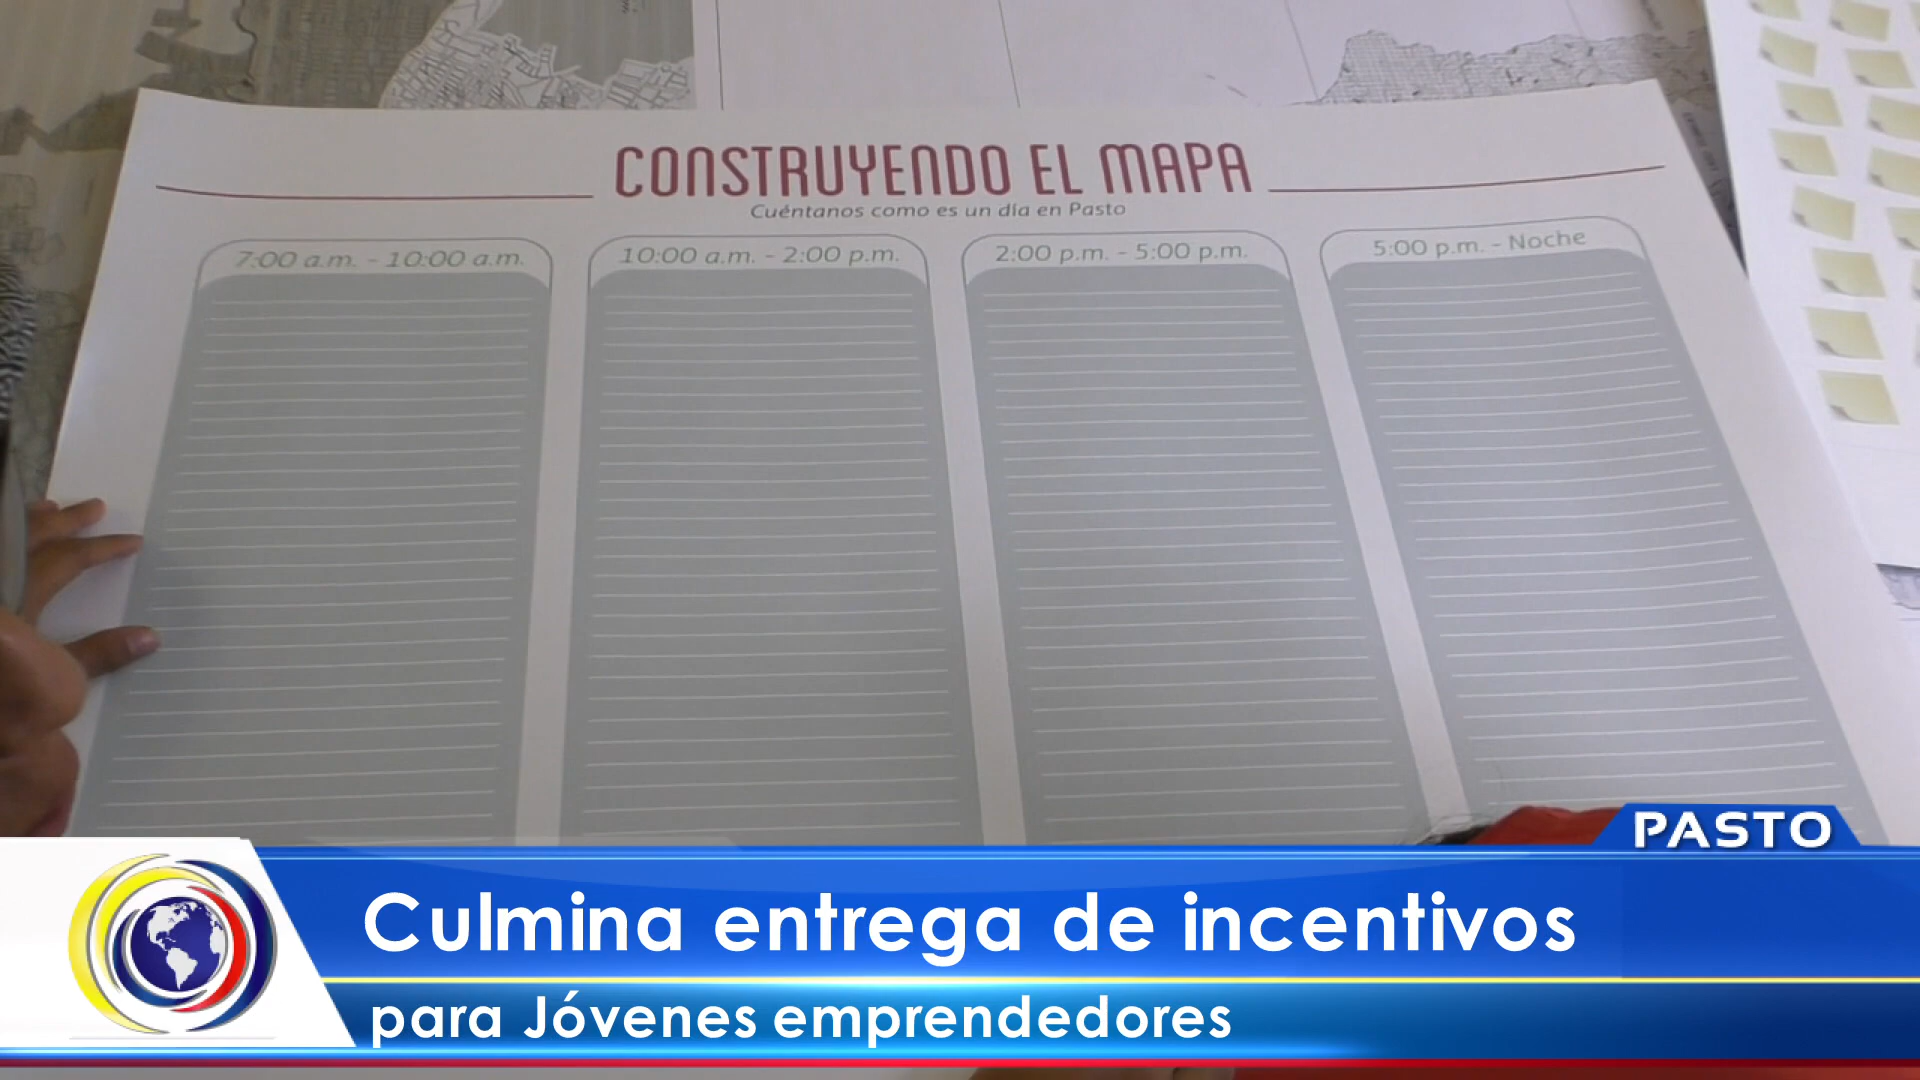 CONSTRUYENDO EL MAPA
Cuéntanos como es un día en Pasto
7:00 a.m. - 10:00 a.m.
10:00 a.m. - 2:00 p.m.
2:00 p.m. - 5:00 p.m.
5:00 p.m. - Noche
PASTO
Culmina entrega de incentivos
para Jóvenes emprendedores